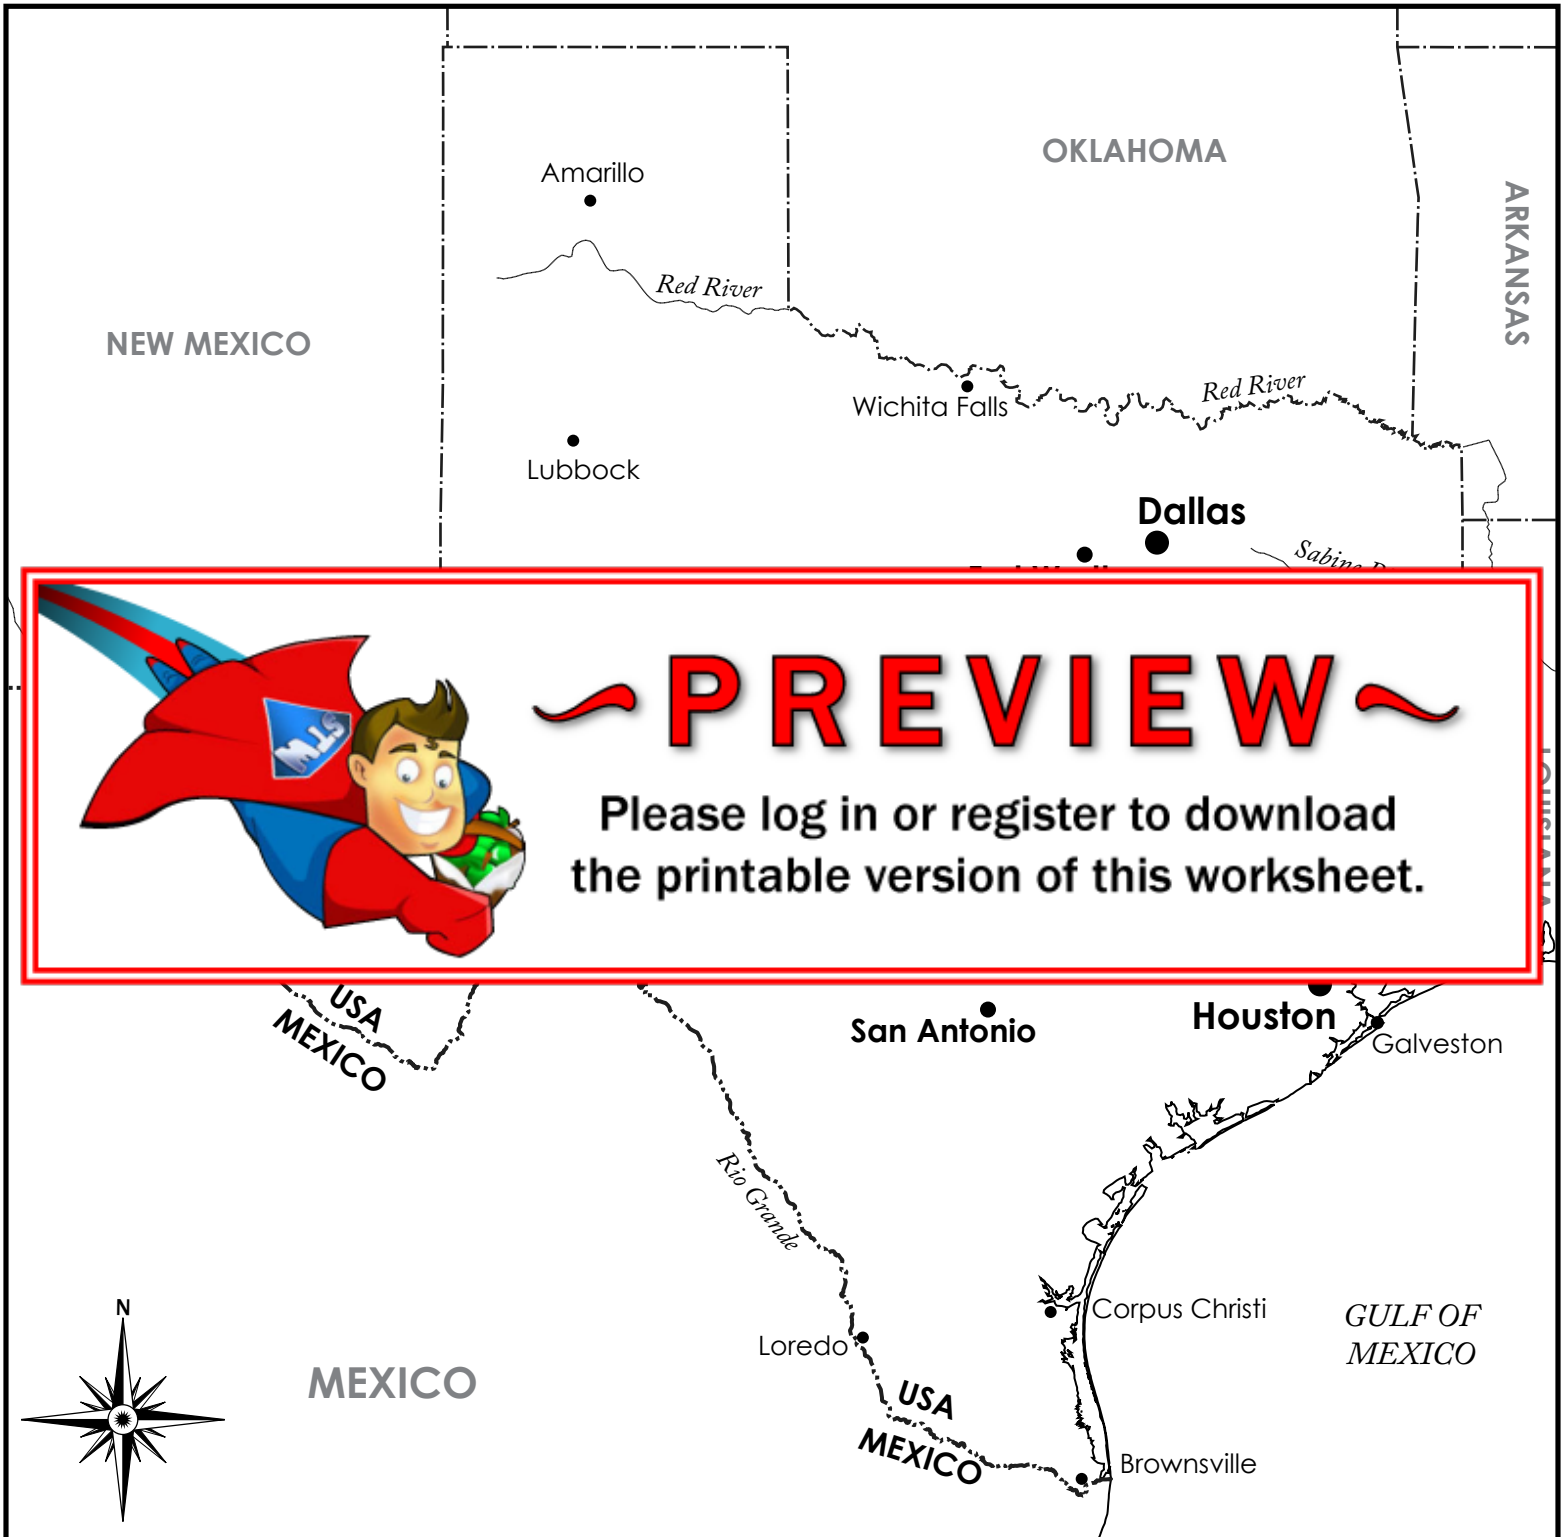 OKLAHOMA
Amarillo
ARKANSAS
Red River
NEW MEXICO
Red River
Wichita Falls
Lubbock
Dallas
Sabine
STW
PREVIEW
Please log in or register to download
the printable version of this worksheet.
USA
MEXICO
San Antonio
Houston
Galveston
Rio Grande
N
Corpus Christi
GULF OF
MEXICO
Loredo
MEXICO
USA
MEXICO
Brownsville